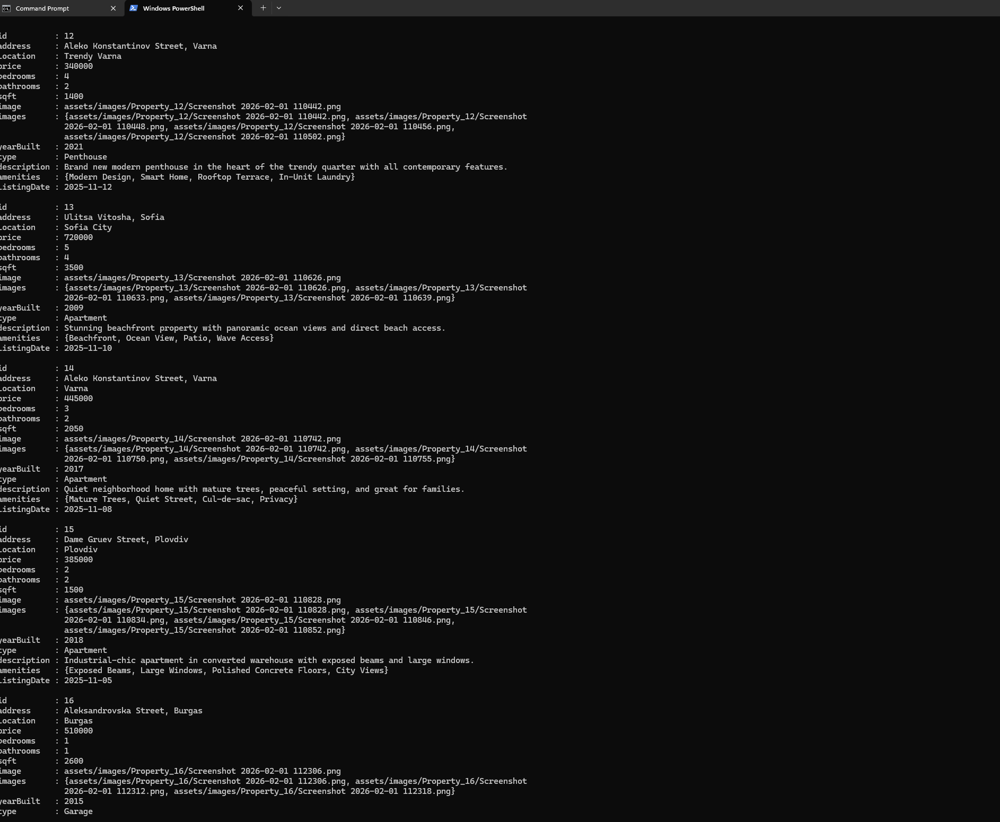 Command Prompt
Windows PowerShell
id : 12
address : Aleko Konstantinov Street, Varna
location : Trendy Varna
price : 340000
bedrooms : 4
bathrooms : 2
sqft : 1400
image : assets/images/Property_12/Screenshot 2026-02-01 110442.png
images : {assets/images/Property_12/Screenshot 2026-02-01 110442.png, assets/images/Property_12/Screenshot
2026-02-01 110448.png, assets/images/Property_12/Screenshot 2026-02-01 110456.png,
assets/images/Property_12/Screenshot 2026-02-01 110502.png}
yearBuilt : 2021
type : Penthouse
description : Brand new modern penthouse in the heart of the trendy quarter with all contemporary features.
amenities : {Modern Design, Smart Home, Rooftop Terrace, In-Unit Laundry}
listingDate : 2025-11-12
id : 13
address : Ulitsa Vitosha, Sofia
location : Sofia City
price : 720000
bedrooms : 5
bathrooms : 4
sqft : 3500
image : assets/images/Property_13/Screenshot 2026-02-01 110626.png
images : {assets/images/Property_13/Screenshot 2026-02-01 110626.png, assets/images/Property_13/Screenshot
2026-02-01 110633.png, assets/images/Property_13/Screenshot 2026-02-01 110639.png}
yearBuilt : 2009
type : Apartment
description : Stunning beachfront property with panoramic ocean views and direct beach access.
amenities : {Beachfront, Ocean View, Patio, Wave Access}
listingDate : 2025-11-10
id : 14
address : Aleko Konstantinov Street, Varna
location : Varna
price : 445000
bedrooms : 3
bathrooms : 2
sqft : 2050
image : assets/images/Property_14/Screenshot 2026-02-01 110742.png
images : {assets/images/Property_14/Screenshot 2026-02-01 110742.png, assets/images/Property_14/Screenshot
2026-02-01 110750.png, assets/images/Property_14/Screenshot 2026-02-01 110755.png}
yearBuilt : 2017
type : Apartment
description : Quiet neighborhood home with mature trees, peaceful setting, and great for families.
amenities : {Mature Trees, Quiet Street, Cul-de-sac, Privacy}
listingDate : 2025-11-08
id : 15
address : Dame Gruev Street, Plovdiv
location : Plovdiv
price : 385000
bedrooms : 2
bathrooms : 2
sqft : 1500
image : assets/images/Property_15/Screenshot 2026-02-01 110828.png
images : {assets/images/Property_15/Screenshot 2026-02-01 110828.png, assets/images/Property_15/Screenshot
2026-02-01 110834.png, assets/images/Property_15/Screenshot 2026-02-01 110846.png,
assets/images/Property_15/Screenshot 2026-02-01 110852.png}
yearBuilt : 2018
type : Apartment
description : Industrial-chic apartment in converted warehouse with exposed beams and large windows.
amenities : {Exposed Beams, Large Windows, Polished Concrete Floors, City Views}
listingDate : 2025-11-05
id : 16
address : Aleksandrovska Street, Burgas
location : Burgas
price : 510000
bedrooms : 1
bathrooms : 1
sqft : 2600
image : assets/images/Property_16/Screenshot 2026-02-01 112306.png
images : {assets/images/Property_16/Screenshot 2026-02-01 112306.png, assets/images/Property_16/Screenshot
2026-02-01 112312.png, assets/images/Property_16/Screenshot 2026-02-01 112318.png}
yearBuilt : 2015
type : Garage